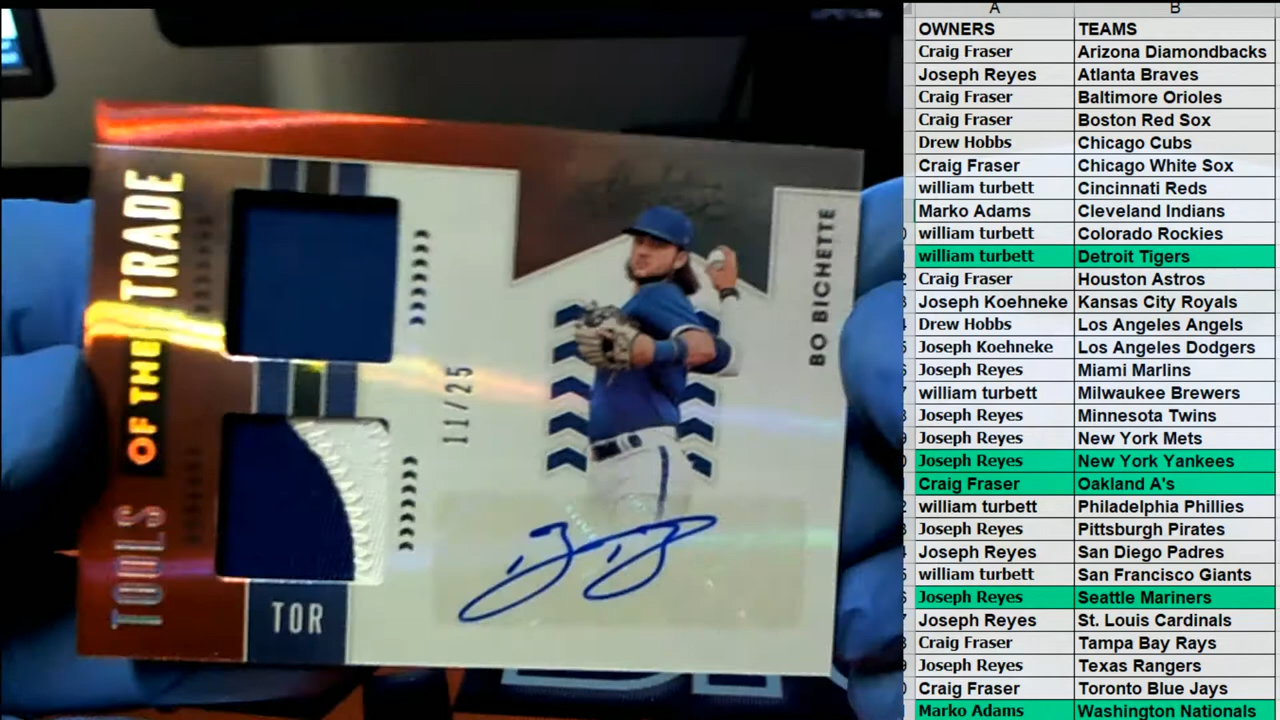 TOOLS OF THE TRADE
TOR
11/25
BO BICHETTE
A B
OWNERS TEAMS
Craig Fraser Arizona Diamondbacks
Joseph Reyes Atlanta Braves
Craig Fraser Baltimore Orioles
Craig Fraser Boston Red Sox
Drew Hobbs Chicago Cubs
Craig Fraser Chicago White Sox
william turbett Cincinnati Reds
Marko Adams Cleveland Indians
william turbett Colorado Rockies
william turbett Detroit Tigers
Craig Fraser Houston Astros
Joseph Koehneke Kansas City Royals
Drew Hobbs Los Angeles Angels
Joseph Koehneke Los Angeles Dodgers
Joseph Reyes Miami Marlins
william turbett Milwaukee Brewers
Joseph Reyes Minnesota Twins
Joseph Reyes New York Mets
Joseph Reyes New York Yankees
Craig Fraser Oakland A's
william turbett Philadelphia Phillies
Joseph Reyes Pittsburgh Pirates
Joseph Reyes San Diego Padres
william turbett San Francisco Giants
Joseph Reyes Seattle Mariners
Joseph Reyes St. Louis Cardinals
Craig Fraser Tampa Bay Rays
Joseph Reyes Texas Rangers
Craig Fraser Toronto Blue Jays
Marko Adams Washington Nationals